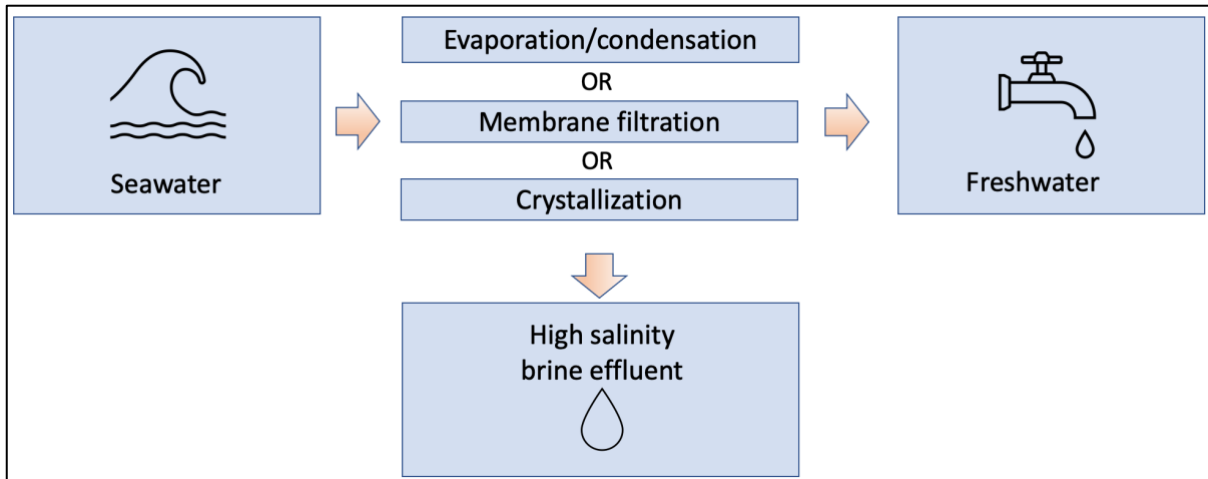 Seawater
Evaporation/condensation
OR
Membrane filtration
OR
Crystallization
Freshwater
High salinity
brine effluent